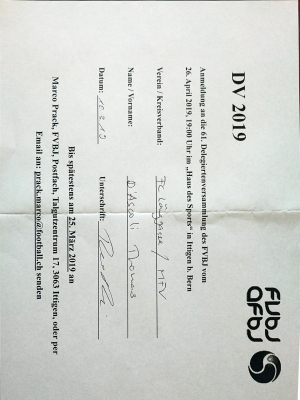 FVBJ
AFBJ
DV 2019
Anmeldung an die 61. Delegiertenversammlung des FVBJ vom
26. April 2019, 19:00 Uhr im „Haus des Sports“ in Ittigen b. Bern
Verein / Kreisverband: FC Länggasse / MFV
Name / Vorname: D'Ascoli Thomas
Datum: 10.3.19 Unterschrift:
Bis spätestens am 25. März 2019 an
Marco Prack, FVBJ, Postfach, Talgutzentrum 17, 3063 Ittigen, oder per
Email an: prack.marco@football.ch senden